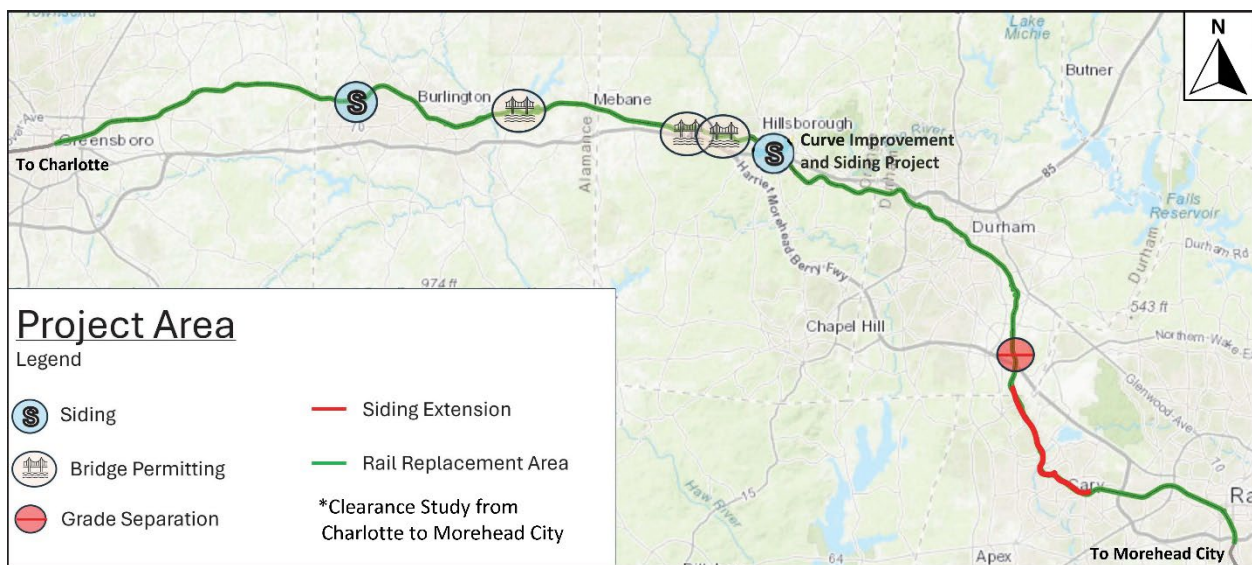 Lake
Michie
N
Butner
Burlington
Mebane
Hillsborough
S
70
Greensboro
To Charlotte
S
Curve Improvement
and Siding Project
Alamance
Harriet Morehead Berry Fwy
85
Falls
Reservoir
Durham
Durham Rd
Durham
974 ft
543 ft
Chapel Hill
Glenwood-Ave
70
Cary
Haw River
15
64
Apex
To Morehead City
Project Area
Legend
S Siding
Siding Extension
Bridge Permitting
Rail Replacement Area
Grade Separation
*Clearance Study from
Charlotte to Morehead City